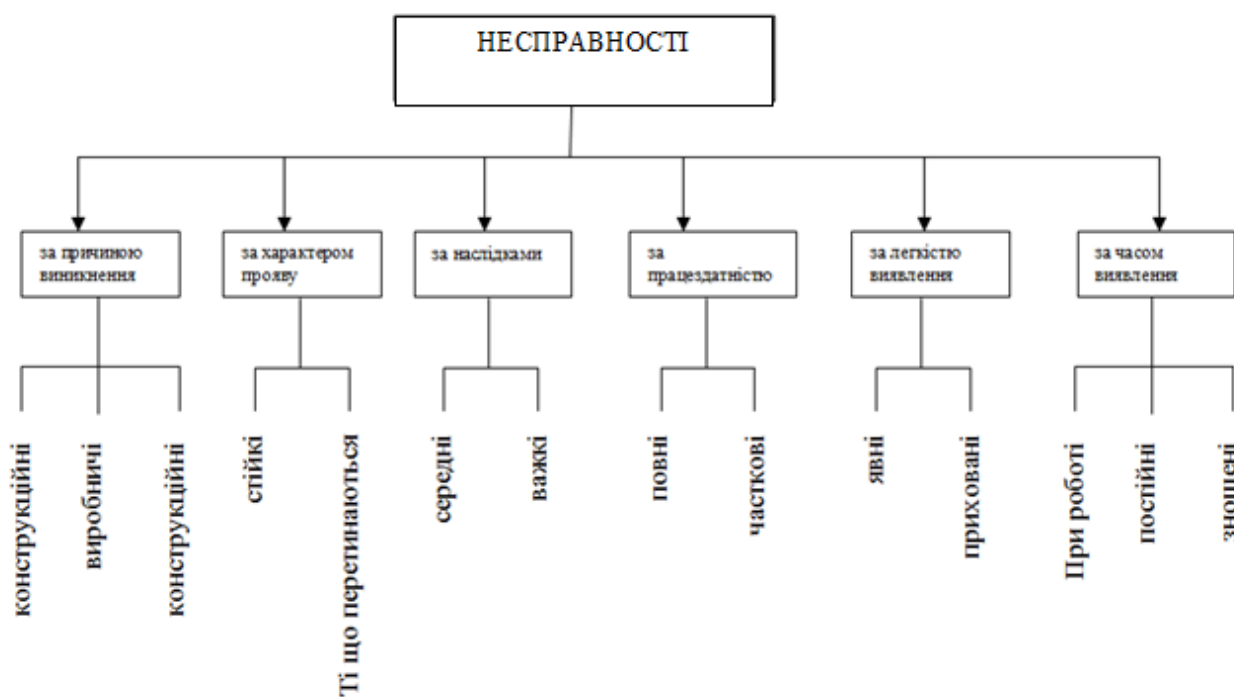 НЕСПРАВНОСТІ
за причиною
виникнення
за характером
прояву
за наслідками
за
працездатністю
за легкістю
виявлення
за часом
виявлення
конструкційні
виробничі
конструкційні
стійкі
Ті що перетинаються
середні
важкі
повні
часткові
явні
приховані
При роботі
постійні
зношені